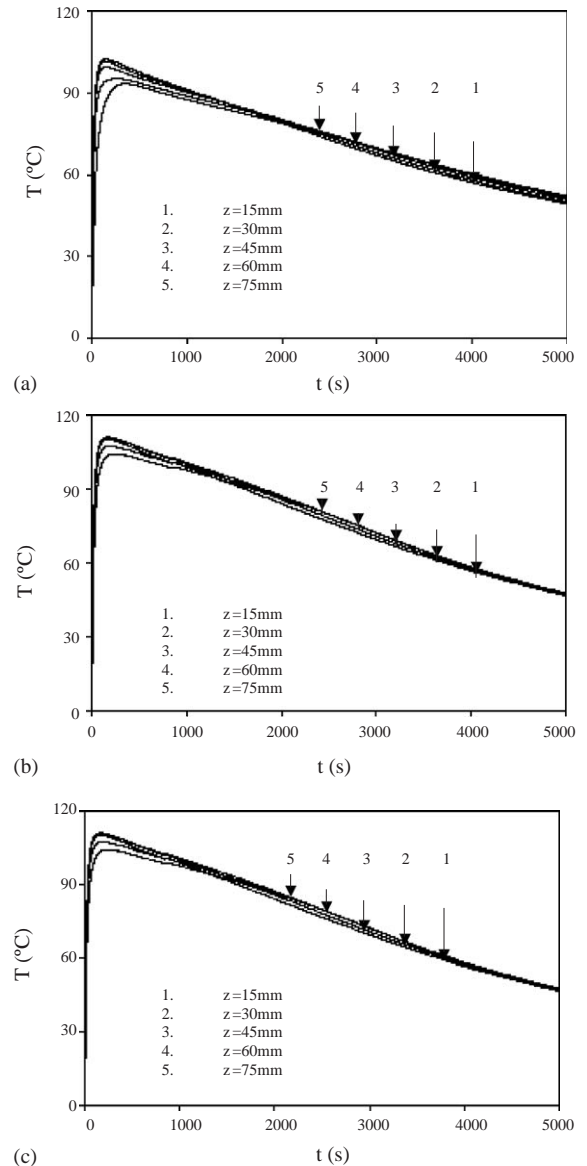 120
90
60
30
0
T (ºC)
5 4 3 2 1
1. z=15mm
2. z=30mm
3 z=45mm
4 z=60mm
5. z=75mm
0 1000 2000 3000 4000 5000
(a) t (s)
120
90
60
30
0
T (ºC)
5 4 3 2 1
1. z=15mm
2. z=30mm
3. z=45mm
4. z=60mm
5. z=75mm
0 1000 2000 3000 4000 5000
(b) t (s)
120
90
60
30
0
T (ºC)
5 4 3 2 1
1. z=15mm
2. z=30mm
3. z=45mm
4. z=60mm
5. z=75mm
0 1000 2000 3000 4000 5000
(c) t (s)